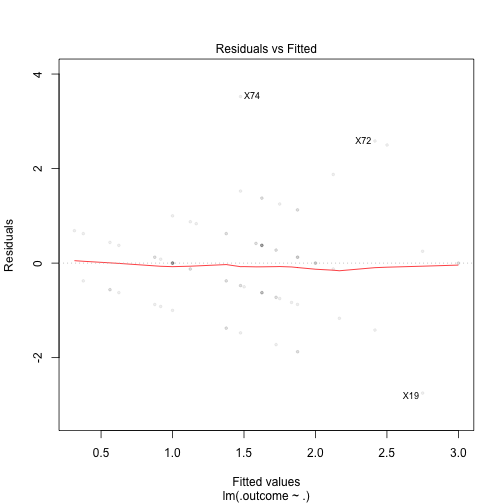 Residuals vs Fitted
4
X74
X72
2
Residuals
0
-2
X19
0.5 1.0 1.5 2.0 2.5 3.0
Fitted values
lm(.outcome ~ .)